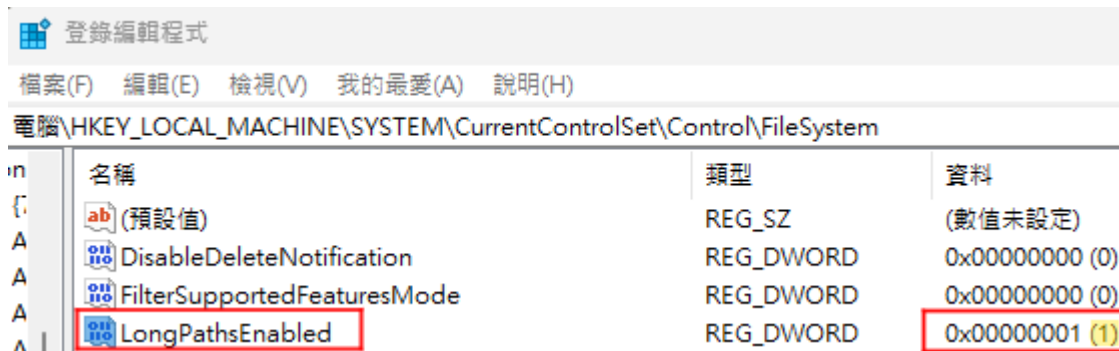 登錄編輯程式
檔案(F) 編輯(E) 檢視(V) 我的最愛(A) 說明(H)
電腦\HKEY_LOCAL_MACHINE\SYSTEM\CurrentControlSet\Control\FileSystem
名稱 類型 資料
(預設值) REG_SZ (數值未設定)
DisableDeleteNotification REG_DWORD 0x00000000 (0)
FilterSupportedFeaturesMode REG_DWORD 0x00000000 (0)
LongPathsEnabled REG_DWORD 0x00000001 (1)